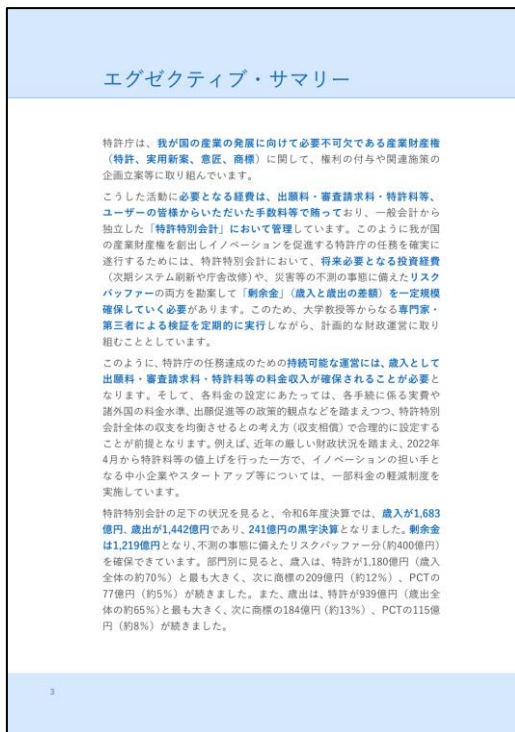 エグゼクティブ・サマリー
特許庁は、我が国の産業の発展に向けて必要不可欠である産業財産権
（特許、実用新案、意匠、商標）に関して、権利の付与や関連施策の
企画立案等に取り組んでいます。
こうした活動に必要となる経費は、出願料・審査請求料・特許料等、
ユーザーの皆様からいただいた手数料等で賄っており、一般会計から
独立した「特許特別会計」において管理しています。このように我が国
の産業財産権を創出しイノベーションを促進する特許庁の任務を確実に
遂行するためには、特許特別会計において、将来必要となる投資経費
（次期システム刷新や庁舎改修）や、災害等の不測の事態に備えたリスク
バッファーの両方を勘案して「剰余金」（歳入と歳出の差額）を一定規模
確保していく必要があります。このため、大学教授等からなる専門家・
第三者による検証を定期的に実行しながら、計画的な財政運営に取り
組むこととしています。
このように、特許庁の任務達成のための持続可能な運営には、歳入として
出願料・審査請求料・特許料等の料金収入が確保されることが必要と
なります。そして、各料金の設定にあたっては、各手続に係る実費や
諸外国の料金水準、出願促進等の政策的観点などを踏まえつつ、特許特別
会計全体の収支を均衡させるとの考え方（収支相償）で合理的に設定する
ことが前提となります。例えば、近年の厳しい財政状況を踏まえ、2022年
4月から特許料等の値上げを行った一方で、イノベーションの担い手と
なる中小企業やスタートアップ等については、一部料金の軽減制度を
実施しています。
特許特別会計の足下の状況を見ると、令和6年度決算では、歳入が1,683
億円、歳出が1,442億円であり、241億円の黒字決算となりました。剰余金
は1,219億円となり、不測の事態に備えたリスクバッファー分（約400億円）
を確保できています。部門別に見ると、歳入は、特許が1,180億円（歳入
全体の約70%）と最も大きく、次に商標の209億円（約12%）、PCTの
77億円（約5%）が続きました。また、歳出は、特許が939億円（歳出全
体の約65%）と最も大きく、次に商標の184億円（約13%）、PCTの115億
円（約8%）が続きました。
3